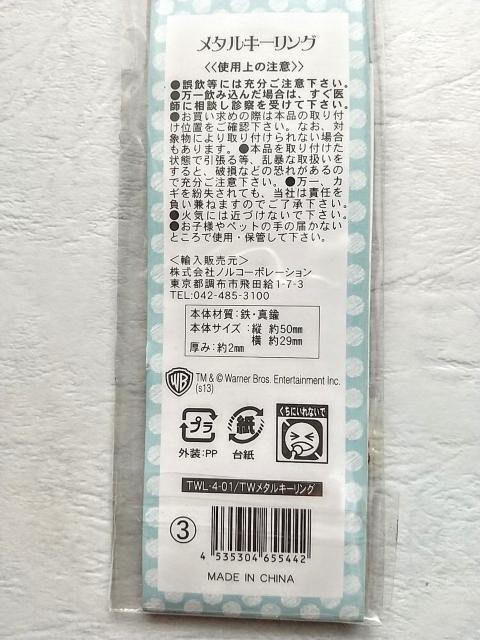 メタルキーリング
《使用上の注意》
●誤飲等には充分ご注意下さい。
●万一飲み込んだ場合は、すぐ医
師に相談し診察を受けて下さい。
●お買い求めの際は本品の取り付
け位置をご確認下さい。なお、対
象物により取り付けられない場合
もあります。●本品を取り付けた
状態で引張る等、乱暴な取扱いを
すると、破損などの恐れがあるの
で充分ご注意下さい。●万一、カ
ギを紛失されても、当社は責任を
負い兼ねますのでご了承下さい。
●火気には近づけないで下さい。
●お子様やペットの手の届かない
ところで使用・保管して下さい。
<輸入販売元>
株式会社ノルコーポレーション
東京都調布市飛田給1-7-3
TEL:042-485-3100
本体材質:鉄・真鍮
本体サイズ:縦 約50㎜
横 約29㎜
厚み:約2㎜
WB TM & © Warner Bros. Entertainment Inc.
(s13)
プラ 紙 くちにいれないで
外装:PP 台紙
TWL-4-01/TWメタルキーリング
③
4 535304 655442
MADE IN CHINA